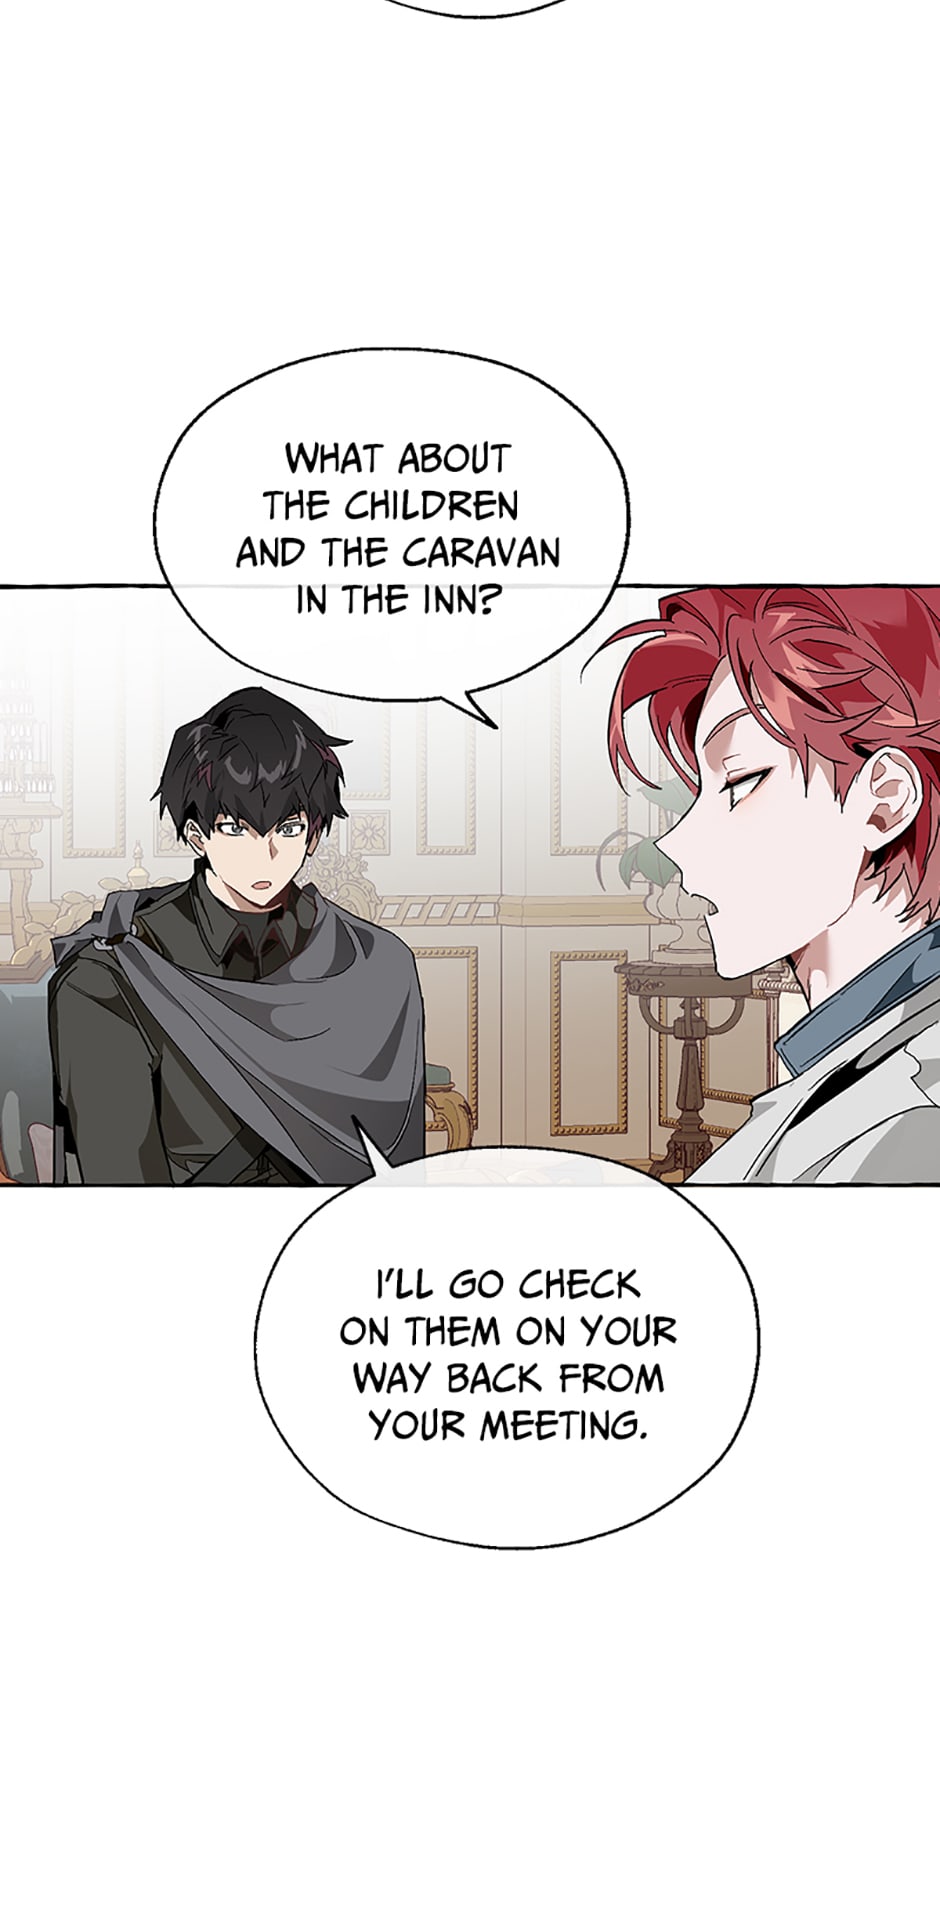 WHAT ABOUT
THE CHILDREN
AND THE CARAVAN
IN THE INN?
I'LL GO CHECK
ON THEM ON YOUR
WAY BACK FROM
YOUR MEETING.